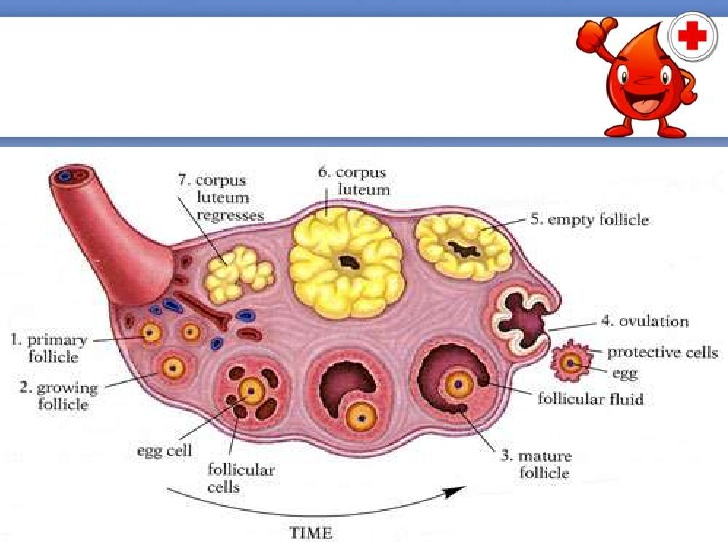 7. corpus
luteum
regresses
6. corpus
luteum
5. empty follicle
4. ovulation
protective cells
egg
follicular fluid
1. primary
follicle
2. growing
follicle
egg cell
follicular
cells
3. mature
follicle
TIME